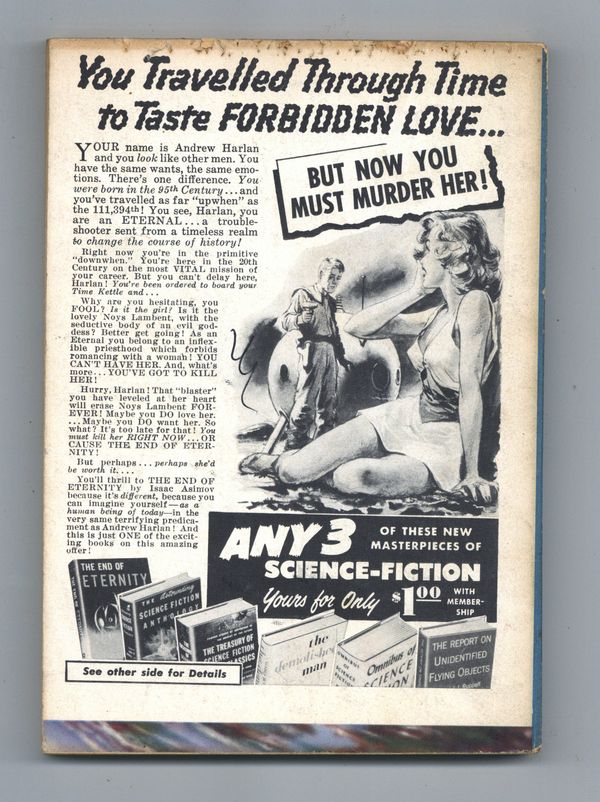 You Travelled Through Time
to Taste FORBIDDEN LOVE...
BUT NOW YOU
MUST MURDER HER!
YOUR name is Andrew Harlan
and you look like other men. You
have the same wants, the same emo-
tions. There's one difference. You
were born in the 95th Century...and
you've travelled as far "upwhen" as
the 111,394th! You see, Harlan, you
are an ETERNAL...a trouble-
shooter sent from a timeless realm
to change the course of history!
Right now you're in the primitive
"downwhen." You're here in the 20th
Century on the most VITAL mission of
your career. But you can't delay here,
Harlan! You've been ordered to board your
Time Kettle and...
Why are you hesitating, you
FOOL? Is it the girl? Is it the
lovely Noys Lambent, with the
seductive body of an evil god-
dess? Better get going! As an
Eternal you belong to an inflex-
ible priesthood which forbids
romancing with a woman! YOU
CAN'T HAVE HER. And, what's
more...YOU'VE GOT TO KILL
HER!
Hurry, Harlan! That "blaster"
you have leveled at her heart
will erase Noys Lambent FOR-
EVER! Maybe you DO love her.
...Maybe you DO want her. So
what? It's too late for that! You
must kill her RIGHT NOW...OR
CAUSE THE END OF ETER-
NITY!
But perhaps...perhaps she'd
be worth it....
You'll thrill to THE END OF
ETERNITY by Isaac Asimov
because it's different, because you
can imagine yourself—as a
human being of today—in the
very same terrifying predica-
ment as Andrew Harlan! And
this is just ONE of the excit-
ing books on this amazing
offer!
ANY 3
OF THESE NEW
MASTERPIECES OF
SCIENCE-FICTION
Yours for Only $1.00 WITH
MEMBER-
SHIP
THE END OF
ETERNITY
THE Astounding
SCIENCE FICTION
ANTHOLOGY
THE TREASURY OF
SCIENCE FICTION
CLASSICS
the
demolished
man
OMNIBUS
OF
SCIENCE
Omnibus of
SCIENCE
THE REPORT ON
UNIDENTIFIED
FLYING OBJECTS
See other side for Details